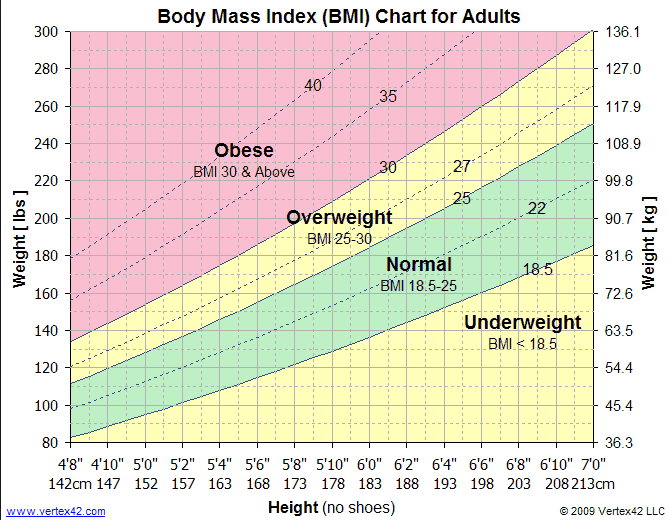 Body Mass Index (BMI) Chart for Adults
300
280
260
240
220
200
180
160
140
120
100
80
Weight [ lbs ]
136.1
127.0
117.9
108.9
99.8
90.7
81.6
72.6
63.5
54.4
45.4
36.3
Weight [ kg ]
40
35
Obese
BMI 30 & Above
30
27
25
22
Overweight
BMI 25-30
Normal
BMI 18.5-25
18.5
Underweight
BMI < 18.5
4'8" 4'10" 5'0" 5'2" 5'4" 5'6" 5'8" 5'10" 6'0" 6'2" 6'4" 6'6" 6'8" 6'10" 7'0"
142cm 147 152 157 163 168 173 178 183 188 193 198 203 208 213cm
Height (no shoes)
www.vertex42.com
© 2009 Vertex42 LLC